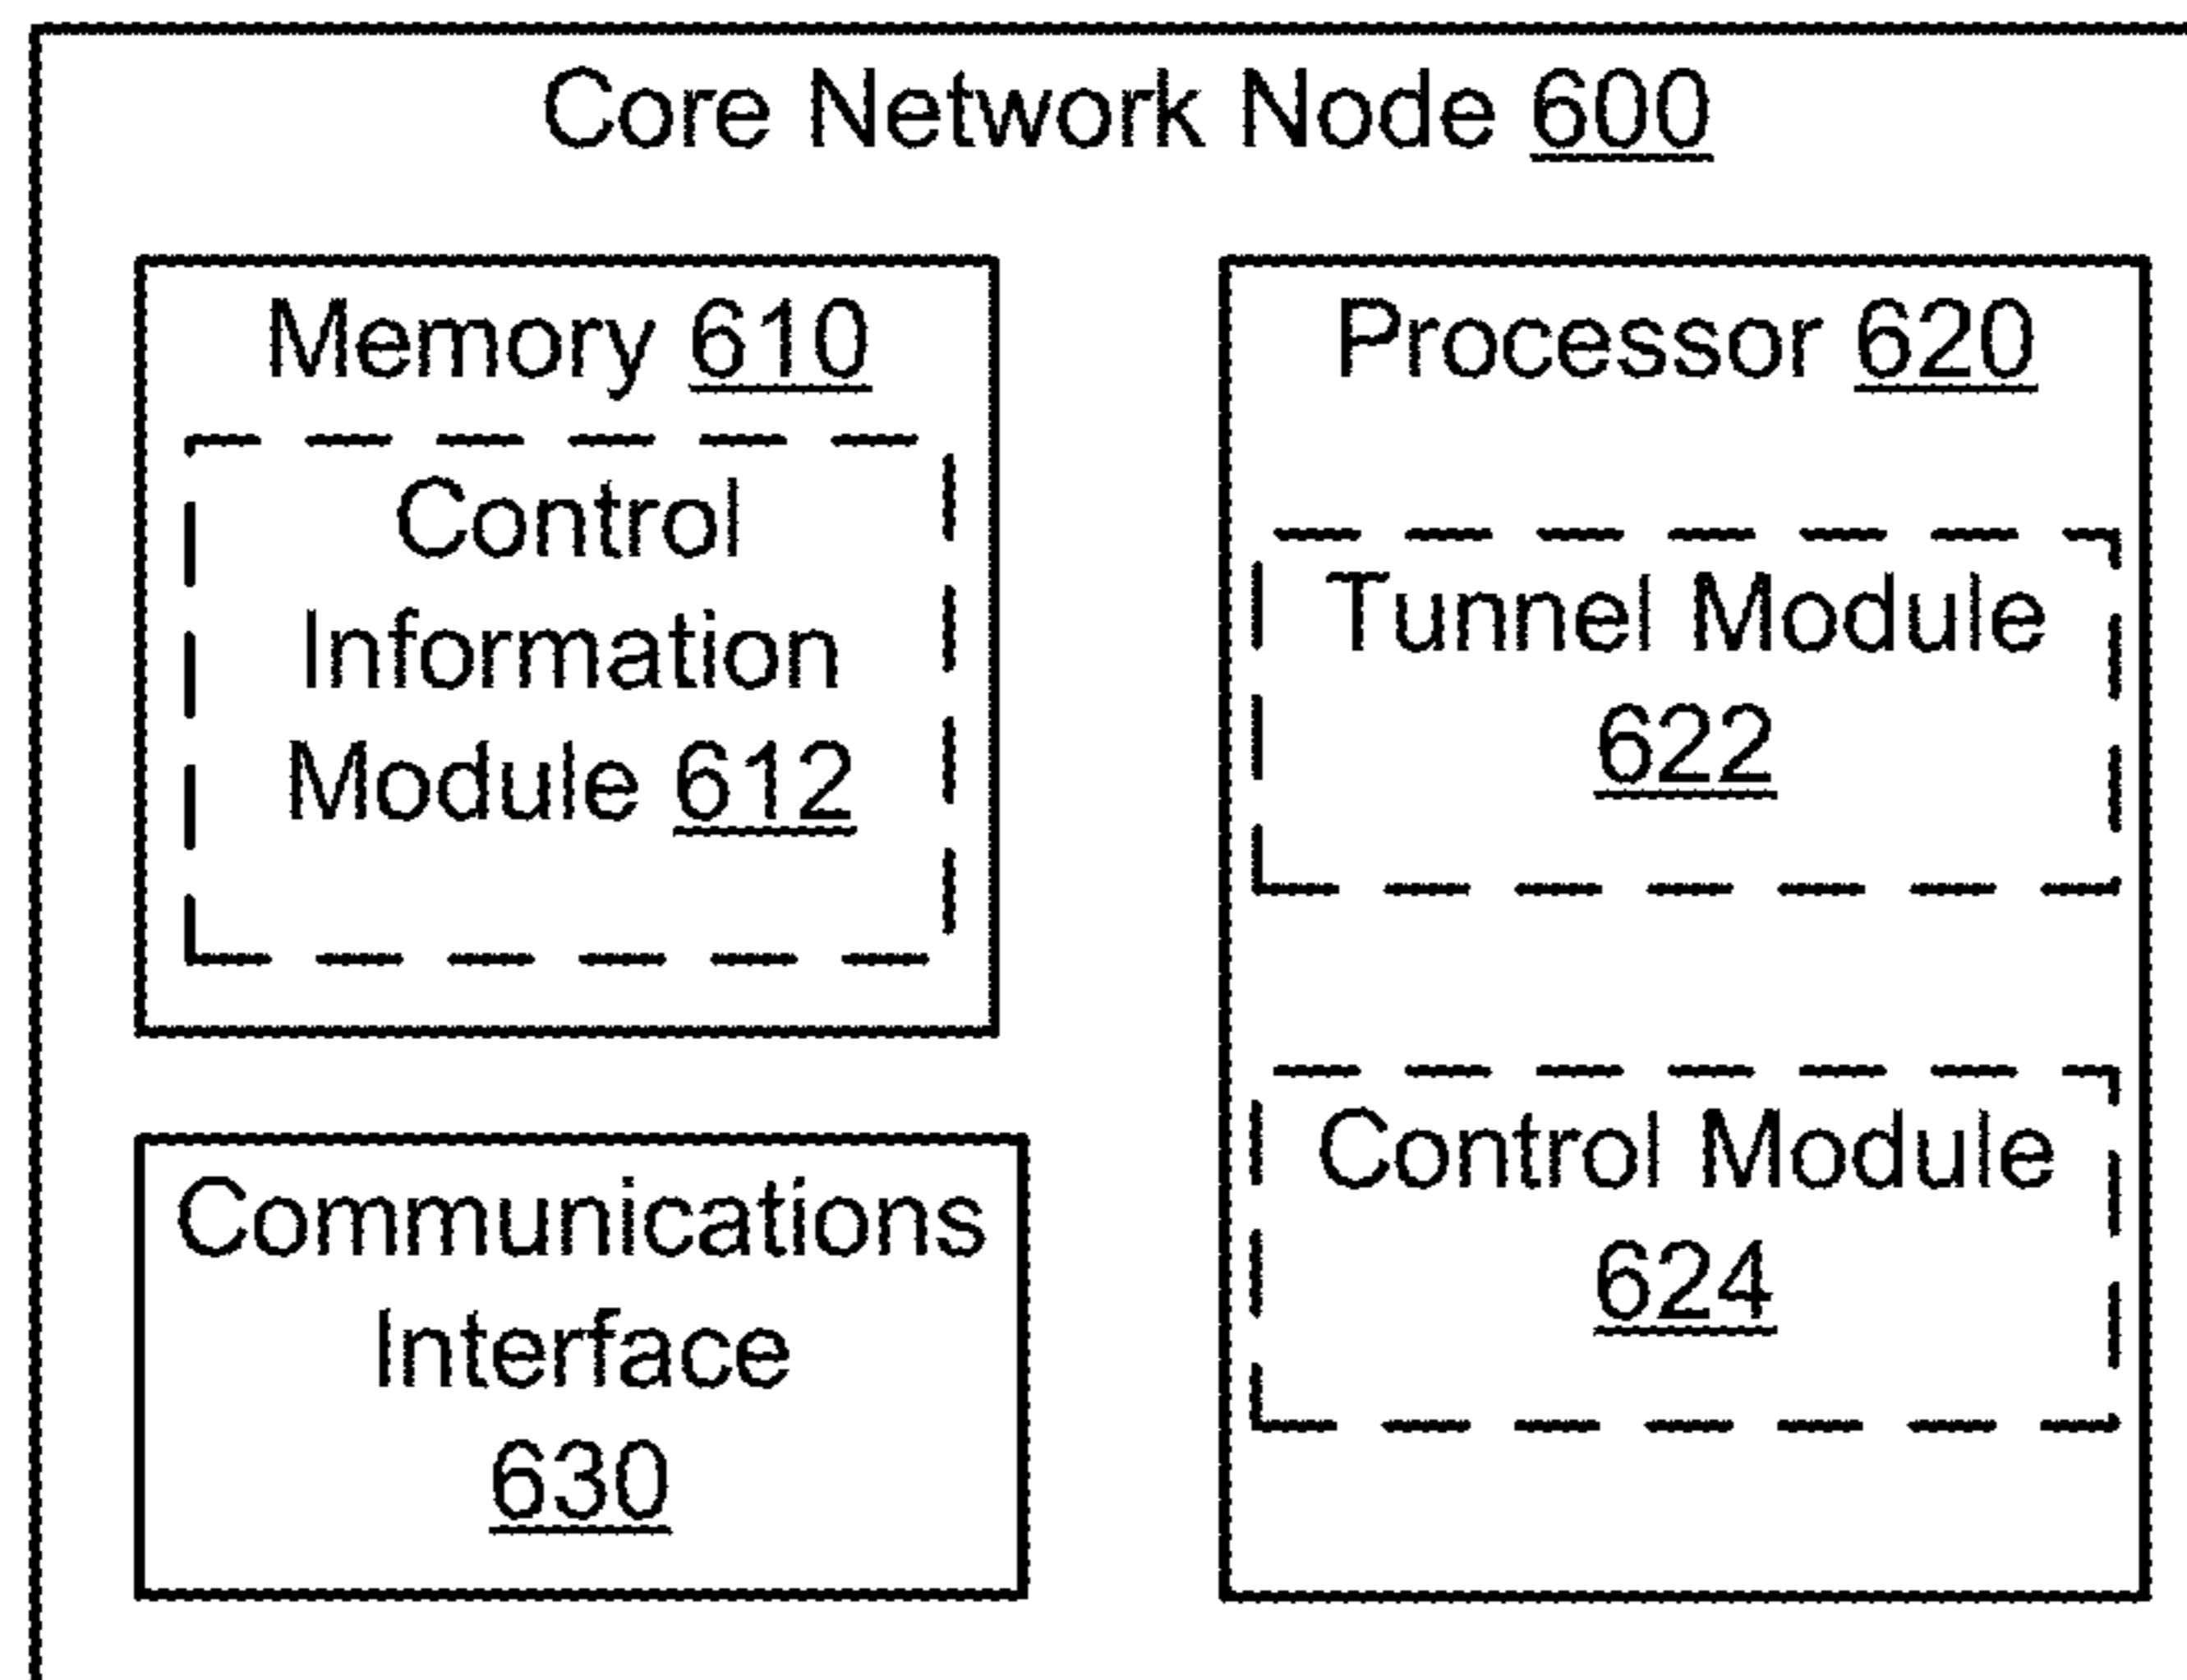 Core Network Node 600
Memory 610
Control
Information
Module 612
Communications
Interface
630
Processor 620
Tunnel Module
622
Control Module
624